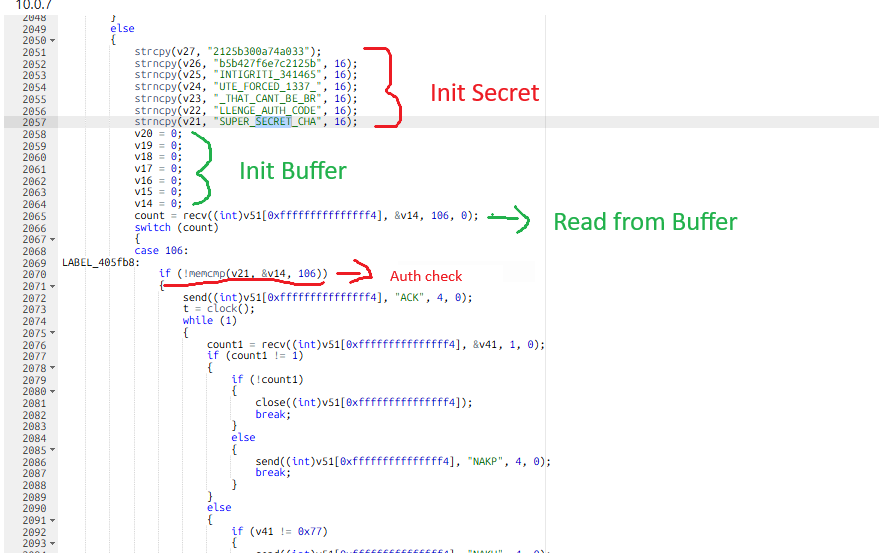 10.0.7
2048 }
2049 else
2050 {
2051 strcpy(v27, "2125b300a74a033");
2052 strncpy(v26, "b5b427f6e7c2125b", 16);
2053 strncpy(v25, "INTIGRITI_341465", 16);
2054 strncpy(v24, "UTE_FORCED_1337_", 16);
2055 strncpy(v23, "_THAT_CANT_BE_BR", 16);
2056 strncpy(v22, "LLENGE_AUTH_CODE", 16);
2057 strncpy(v21, "SUPER_SECRET_CHA", 16);
Init Secret
2058 v20 = 0;
2059 v19 = 0;
2060 v18 = 0;
2061 v17 = 0;
2062 v16 = 0;
2063 v15 = 0;
2064 v14 = 0;
Init Buffer
2065 count = recv((int)v51[0xfffffffffffffff4], &v14, 106, 0);
Read from Buffer
2066 switch (count)
2067 {
2068 case 106:
2069 LABEL_405fb8:
2070 if (!memcmp(v21, &v14, 106))
Auth check
2071 {
2072 send((int)v51[0xfffffffffffffff4], "ACK", 4, 0);
2073 t = clock();
2074 while (1)
2075 {
2076 count1 = recv((int)v51[0xfffffffffffffff4], &v41, 1, 0);
2077 if (count1 != 1)
2078 {
2079 if (!count1)
2080 {
2081 close((int)v51[0xfffffffffffffff4]);
2082 break;
2083 }
2084 else
2085 {
2086 send((int)v51[0xfffffffffffffff4], "NAKP", 4, 0);
2087 break;
2088 }
2089 }
2090 else
2091 {
2092 if (v41 != 0x77)
2093 {